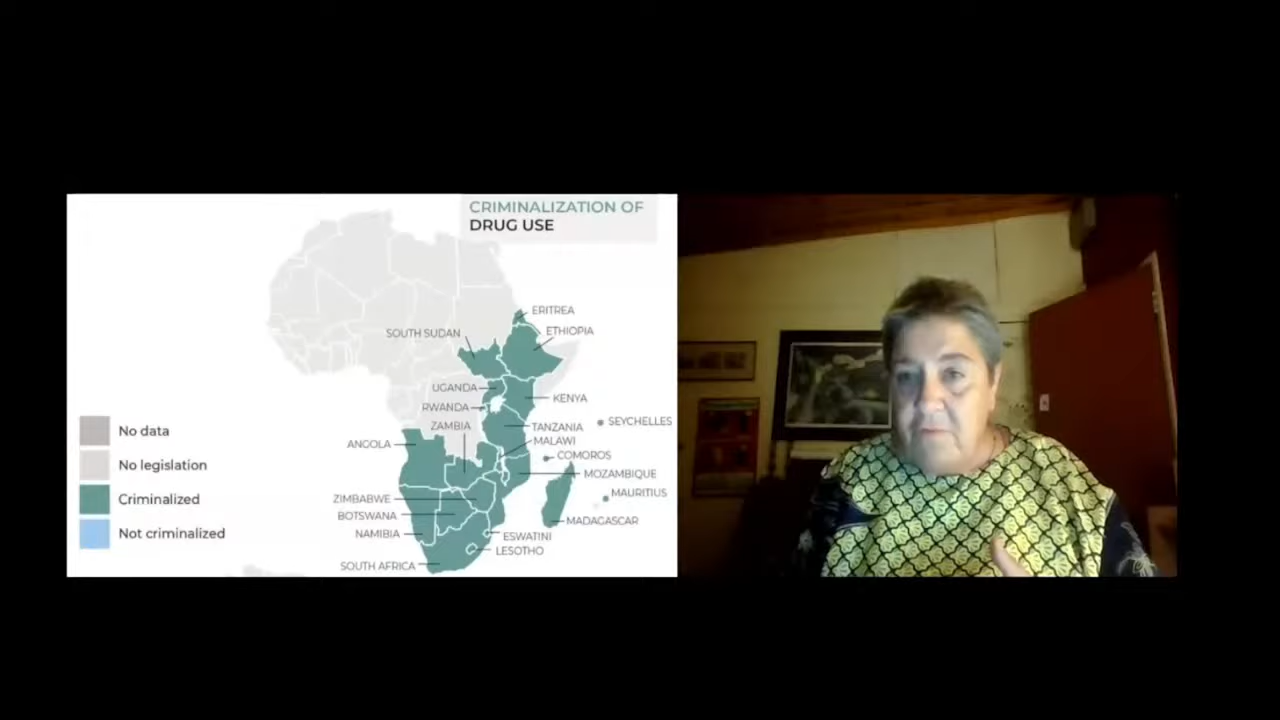 CRIMINALIZATION OF
DRUG USE
ERITREA
SOUTH SUDAN
ETHIOPIA
UGANDA
KENYA
RWANDA
SEYCHELLES
ZAMBIA
TANZANIA
ANGOLA
MALAWI
COMOROS
MOZAMBIQUE
ZIMBABWE
MAURITIUS
BOTSWANA
MADAGASCAR
NAMIBIA
ESWATINI
LESOTHO
SOUTH AFRICA
No data
No legislation
Criminalized
Not criminalized